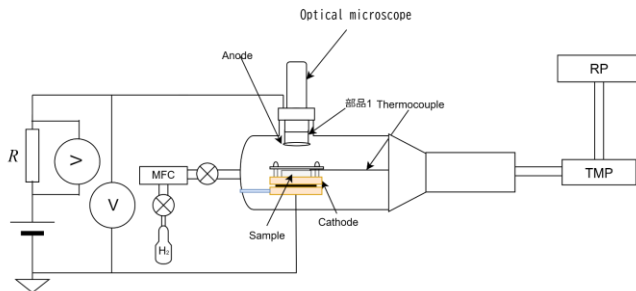 Optical microscope
Anode
RP
部品1
Thermocouple
R
V
V
MFC
TMP
Cathode
Sample
H₂